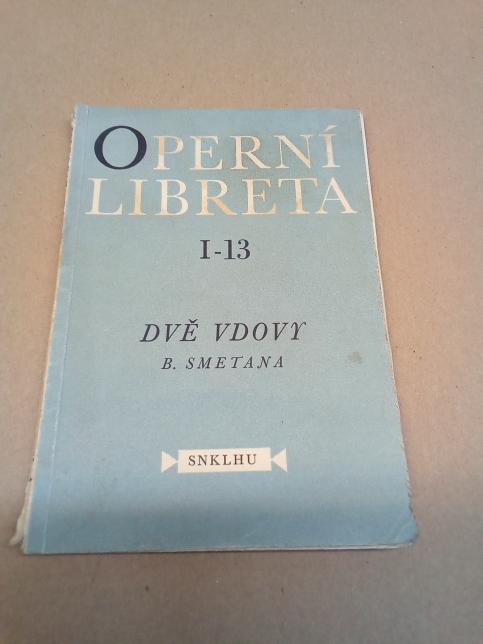 OPERNÍ
LIBRETA
I-13
DVĚ VDOVY
B. SMETANA
SNKLHU